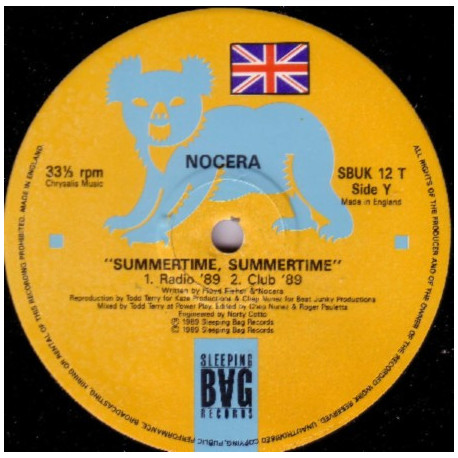 NOCERA
33⅓ rpm
Chrysalis Music
SBUK 12 T
Side Y
Made in England
"SUMMERTIME, SUMMERTIME"
1. Radio '89 2. Club '89
Written by Floyd Fisher & Nocera
Reproduction by Todd Terry for Kaze Productions & Chep Nunez for Beat Junky Productions
Mixed by Todd Terry at Power Play, Edited by Chep Nunez & Roger Pauletta
Engineered by Norty Cotto
℗ 1989 Sleeping Bag Records
© 1989 Sleeping Bag Records
SLEEPING
BAG
RECORDS
ALL RIGHTS OF THE PRODUCER AND OF THE OWNER OF THE RECORDED WORK RESERVED. UNAUTHORISED COPYING, PUBLIC PERFORMANCE, BROADCASTING, HIRING OR RENTAL OF THIS RECORDING PROHIBITED. MADE IN ENGLAND.